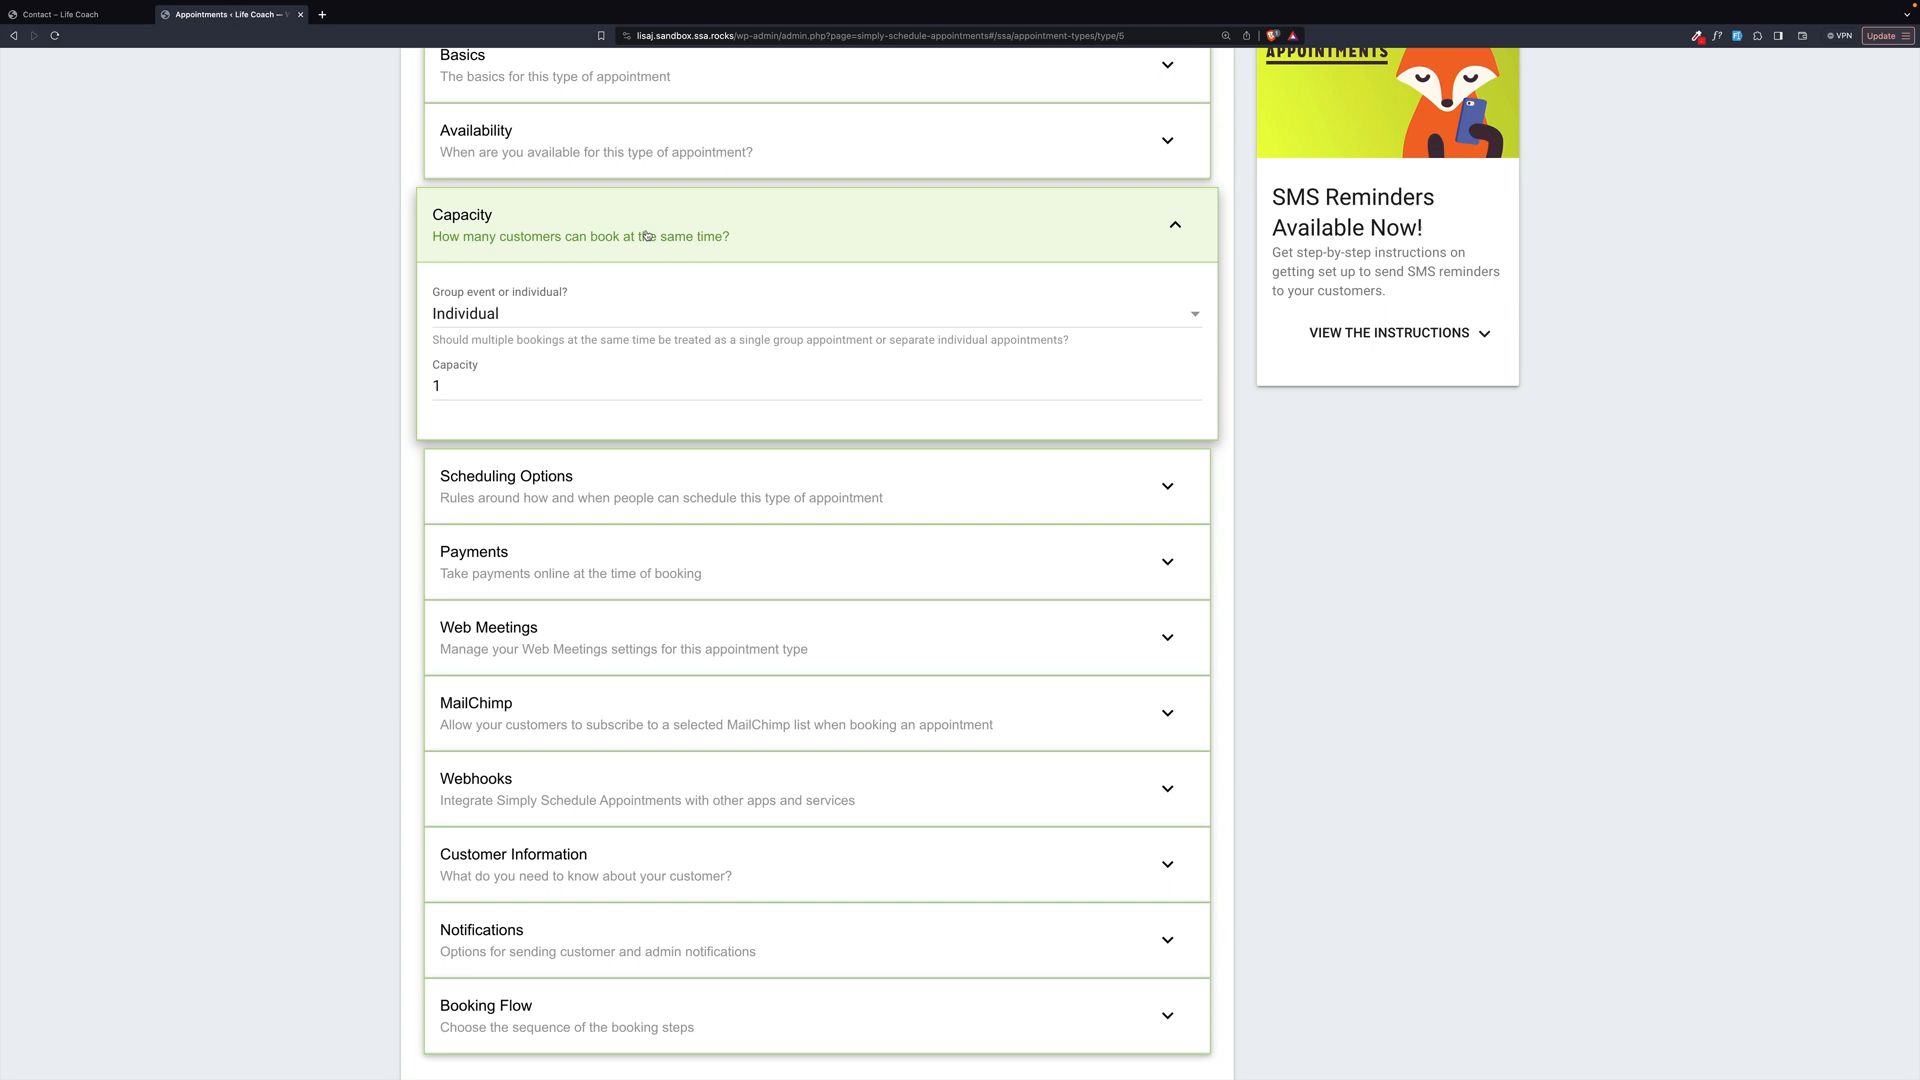 Contact – Life Coach
Appointments ‹ Life Coach —
lisaj.sandbox.ssa.rocks/wp-admin/admin.php?page=simply-schedule-appointments#/ssa/appointment-types/type/5
VPN
Update
Basics
The basics for this type of appointment
Availability
When are you available for this type of appointment?
Capacity
How many customers can book at the same time?
Group event or individual?
Individual
Should multiple bookings at the same time be treated as a single group appointment or separate individual appointments?
Capacity
1
Scheduling Options
Rules around how and when people can schedule this type of appointment
Payments
Take payments online at the time of booking
Web Meetings
Manage your Web Meetings settings for this appointment type
MailChimp
Allow your customers to subscribe to a selected MailChimp list when booking an appointment
Webhooks
Integrate Simply Schedule Appointments with other apps and services
Customer Information
What do you need to know about your customer?
Notifications
Options for sending customer and admin notifications
Booking Flow
Choose the sequence of the booking steps
APPOINTMENTS
SMS Reminders
Available Now!
Get step-by-step instructions on
getting set up to send SMS reminders
to your customers.
VIEW THE INSTRUCTIONS